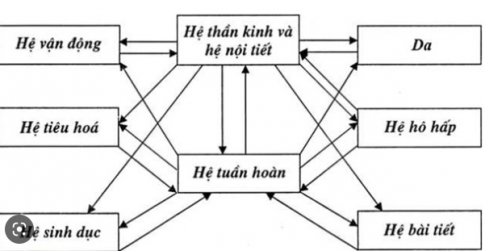 Hệ thần kinh và
hệ nội tiết
Hệ vận động
Da
Hệ tiêu hoá
Hệ hô hấp
Hệ tuần hoàn
Hệ sinh dục
Hệ bài tiết